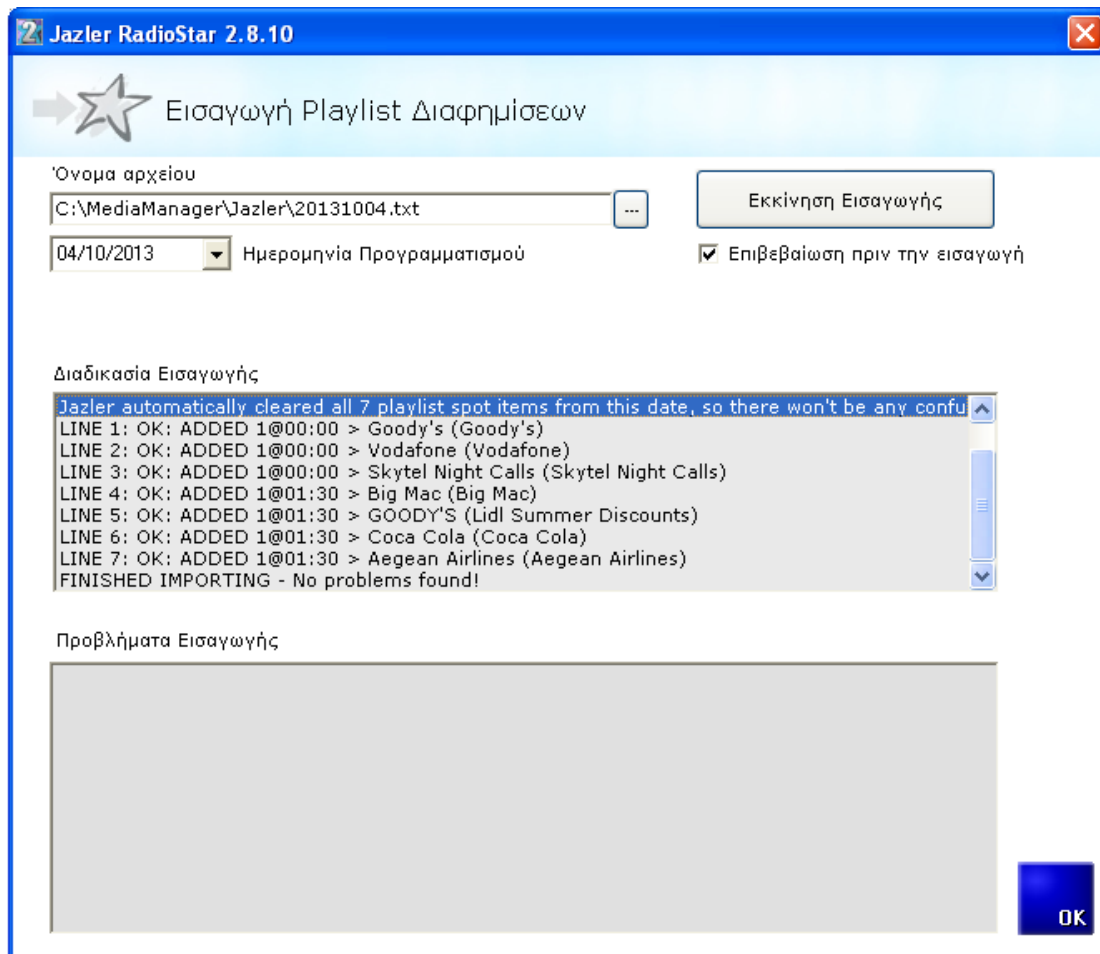 Jazler RadioStar 2.8.10
Εισαγωγή Playlist Διαφημίσεων
Όνομα αρχείου
C:\MediaManager\Jazler\20131004.txt
...
Εκκίνηση Εισαγωγής
04/10/2013
Ημερομηνία Προγραμματισμού
Επιβεβαίωση πριν την εισαγωγή
Διαδικασία Εισαγωγής
Jazler automatically cleared all 7 playlist spot items from this date, so there won't be any confu
LINE 1: OK: ADDED 1@00:00 > Goody's (Goody's)
LINE 2: OK: ADDED 1@00:00 > Vodafone (Vodafone)
LINE 3: OK: ADDED 1@00:00 > Skytel Night Calls (Skytel Night Calls)
LINE 4: OK: ADDED 1@01:30 > Big Mac (Big Mac)
LINE 5: OK: ADDED 1@01:30 > GOODY'S (Lidl Summer Discounts)
LINE 6: OK: ADDED 1@01:30 > Coca Cola (Coca Cola)
LINE 7: OK: ADDED 1@01:30 > Aegean Airlines (Aegean Airlines)
FINISHED IMPORTING - No problems found!
Προβλήματα Εισαγωγής
OK